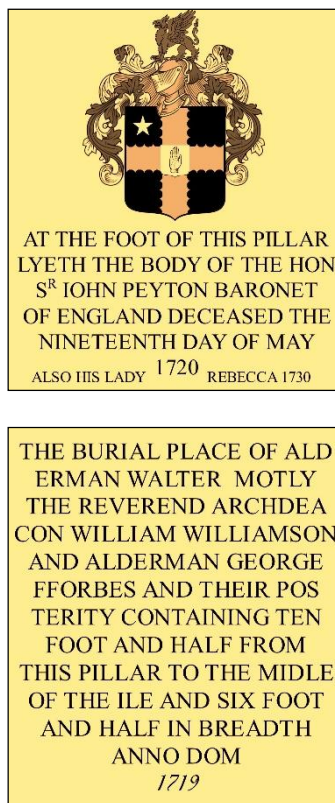 AT THE FOOT OF THIS PILLAR
LYETH THE BODY OF THE HON
SR IOHN PEYTON BARONET
OF ENGLAND DECEASED THE
NINETEENTH DAY OF MAY
ALSO HIS LADY 1720 REBECCA 1730
THE BURIAL PLACE OF ALD
ERMAN WALTER MOTLY
THE REVEREND ARCHDEA
CON WILLIAM WILLIAMSON
AND ALDERMAN GEORGE
FFORBES AND THEIR POS
TERITY CONTAINING TEN
FOOT AND HALF FROM
THIS PILLAR TO THE MIDLE
OF THE ILE AND SIX FOOT
AND HALF IN BREADTH
ANNO DOM
1719